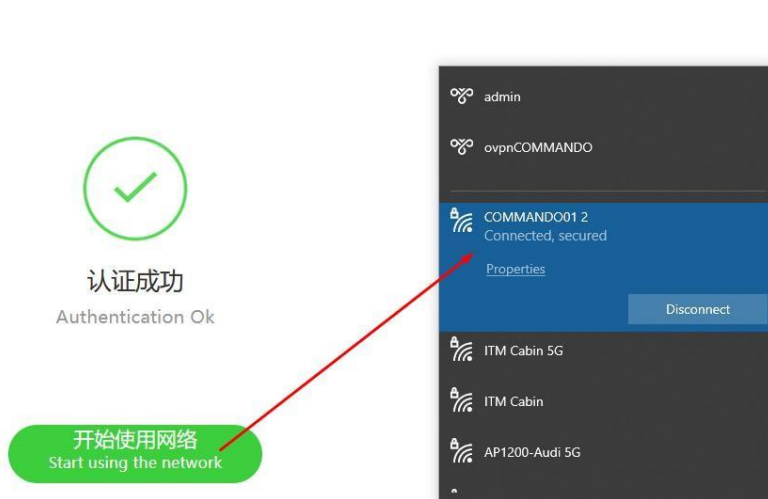 认证成功
Authentication Ok
开始使用网络
Start using the network
admin
ovpnCOMMANDO
COMMANDO01 2
Connected, secured
Properties
Disconnect
ITM Cabin 5G
ITM Cabin
AP1200-Audi 5G